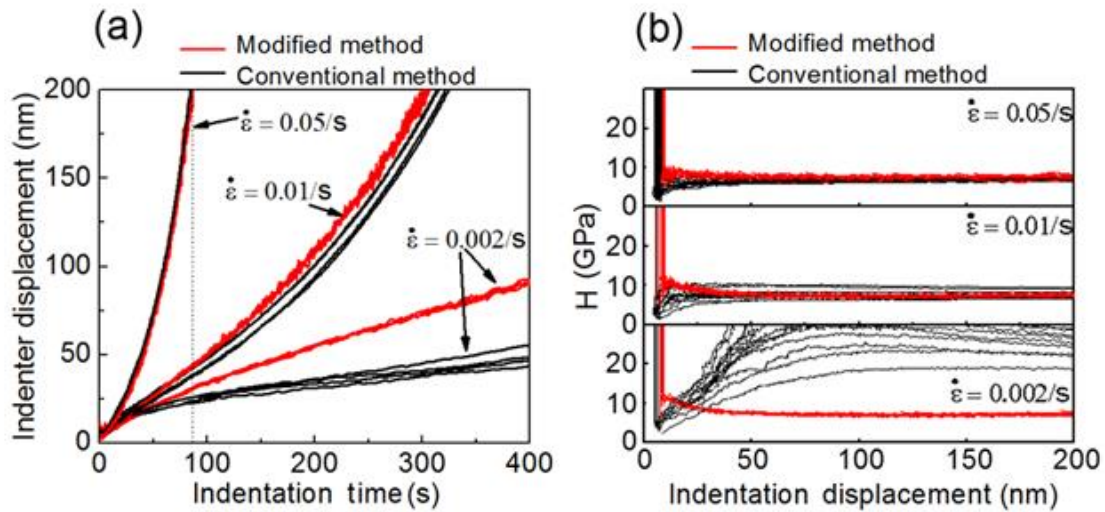 (a)
Modified method
Conventional method
Indenter displacement (nm)
200
150
100
50
0
ε̇ = 0.05/s
ε̇ = 0.01/s
ε̇ = 0.002/s
0 100 200 300 400
Indentation time (s)
(b)
Modified method
Conventional method
H (GPa)
20
10
0
ε̇ = 0.05/s
20
10
0
ε̇ = 0.01/s
20
10
0
ε̇ = 0.002/s
0 50 100 150 200
Indentation displacement (nm)